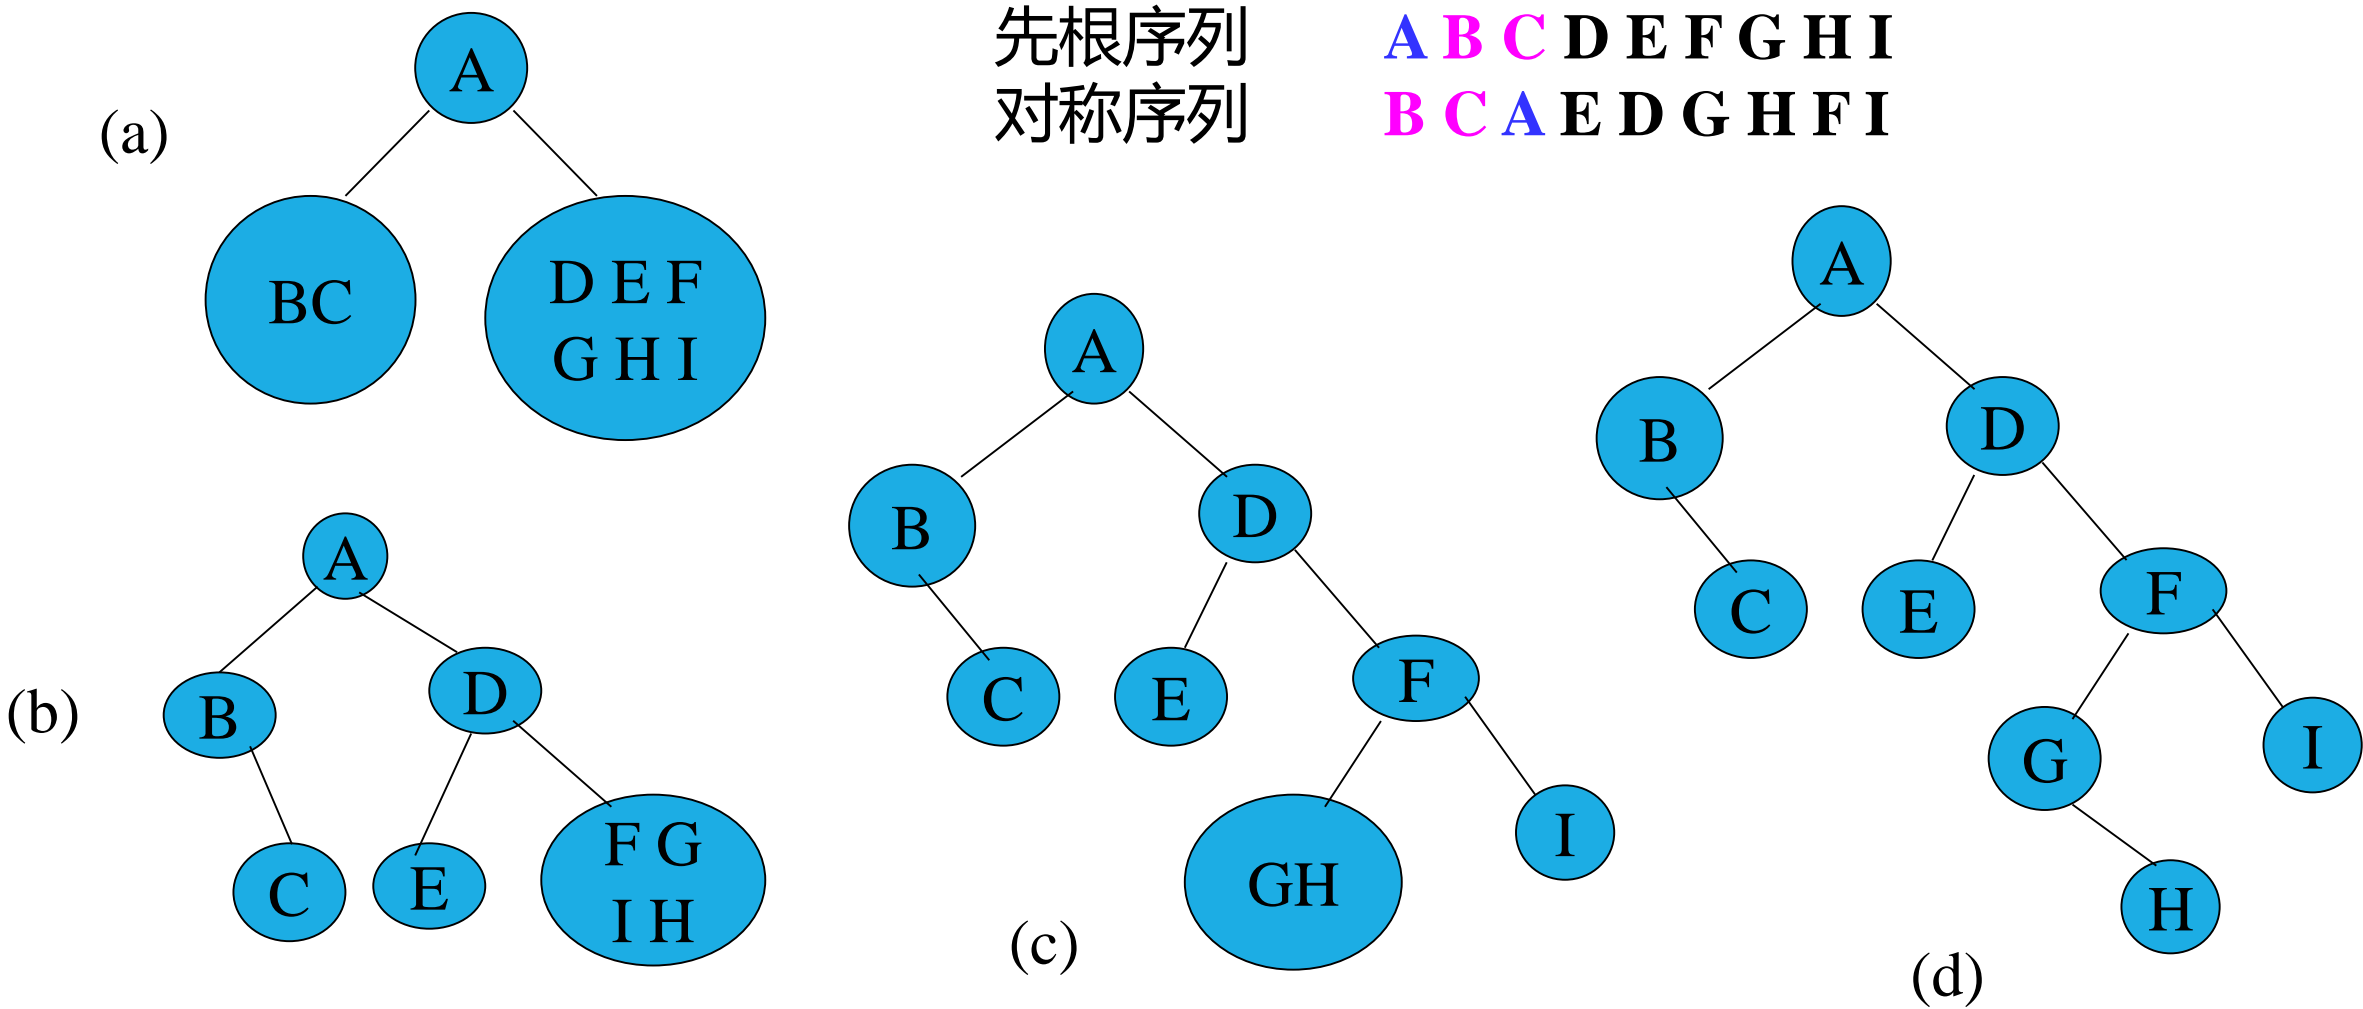 先根序列 A B C D E F G H I
对称序列 B C A E D G H F I
(a)
A
BC
D E F
G H I
(b)
A
B
D
C
E
F G
I H
(c)
A
B
D
C
E
F
GH
I
(d)
A
B
D
C
E
F
G
I
H